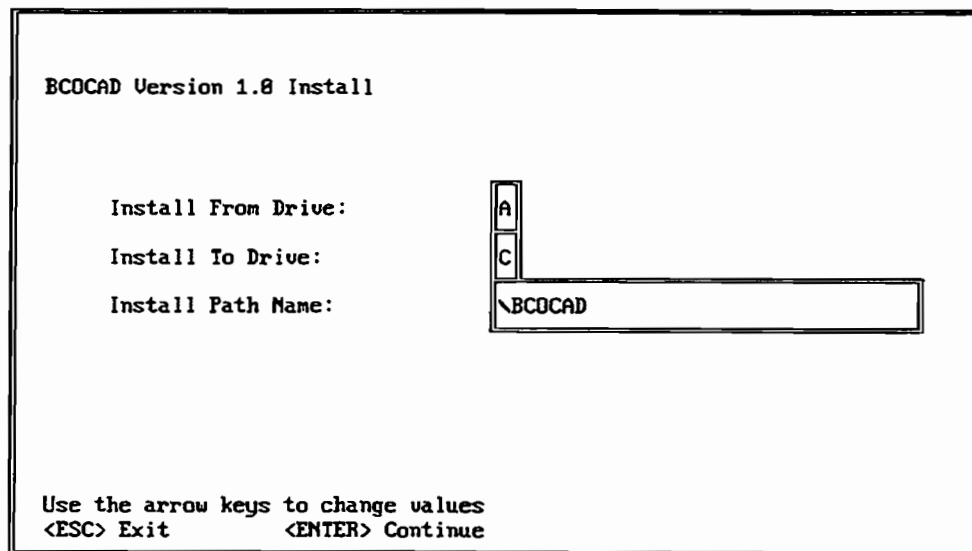 BCOCAD Version 1.0 Install
Install From Drive: A
Install To Drive: C
Install Path Name: \BCOCAD
Use the arrow keys to change values
<ESC> Exit <ENTER> Continue